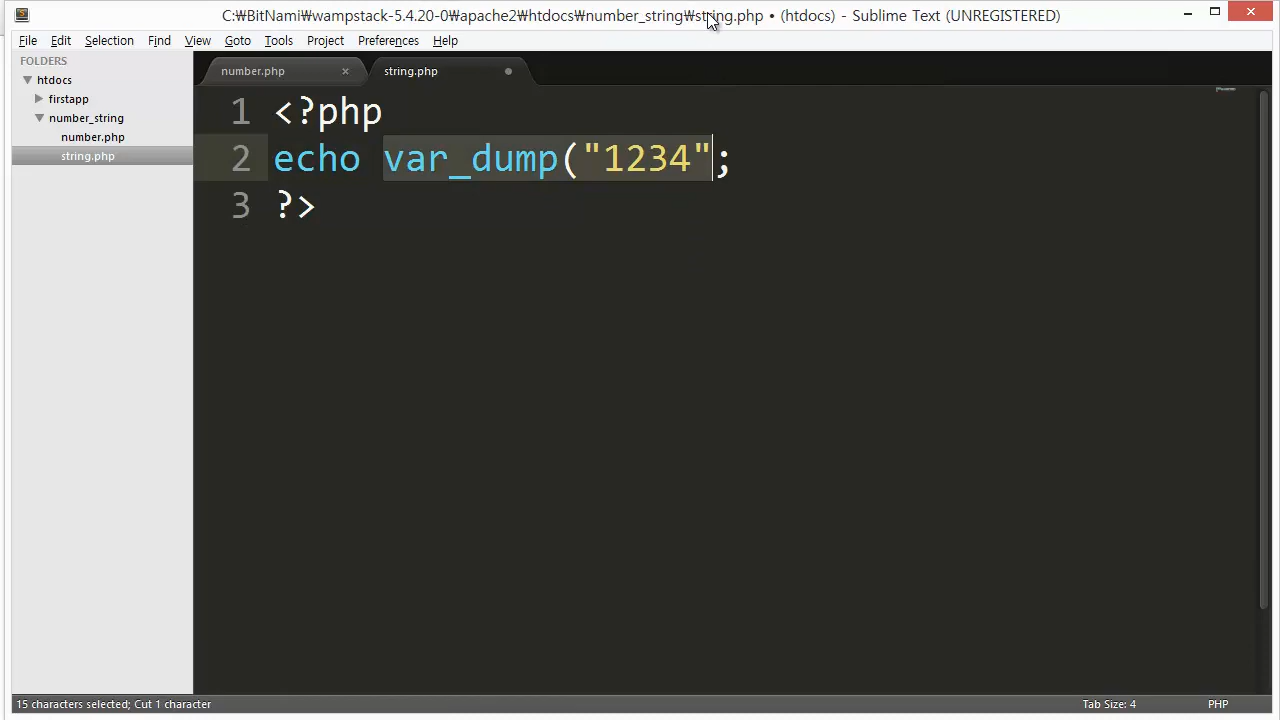 C:₩BitNami₩wampstack-5.4.20-0₩apache2₩htdocs₩number_string₩string.php • (htdocs) - Sublime Text (UNREGISTERED)
File Edit Selection Find View Goto Tools Project Preferences Help
FOLDERS
htdocs
firstapp
number_string
number.php
string.php
number.php × string.php
1 <?php
2 echo var_dump("1234";
3 ?>
15 characters selected; Cut 1 character
Tab Size: 4 PHP